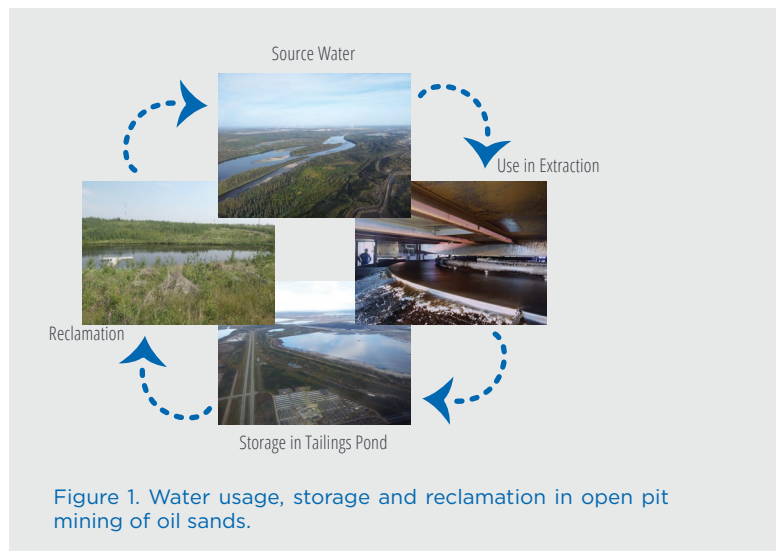 Source Water
Use in Extraction
Reclamation
Storage in Tailings Pond
Figure 1. Water usage, storage and reclamation in open pit
mining of oil sands.